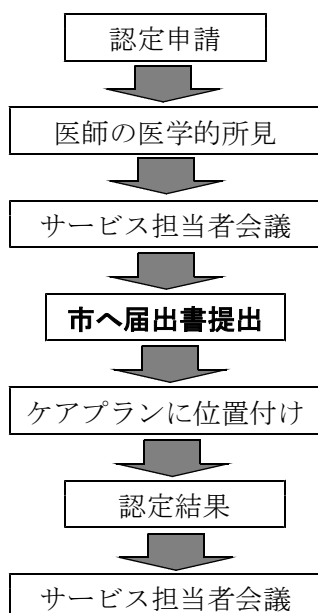 認定申請
医師の医学的所見
サービス担当者会議
市へ届出書提出
ケアプランに位置付け
認定結果
サービス担当者会議